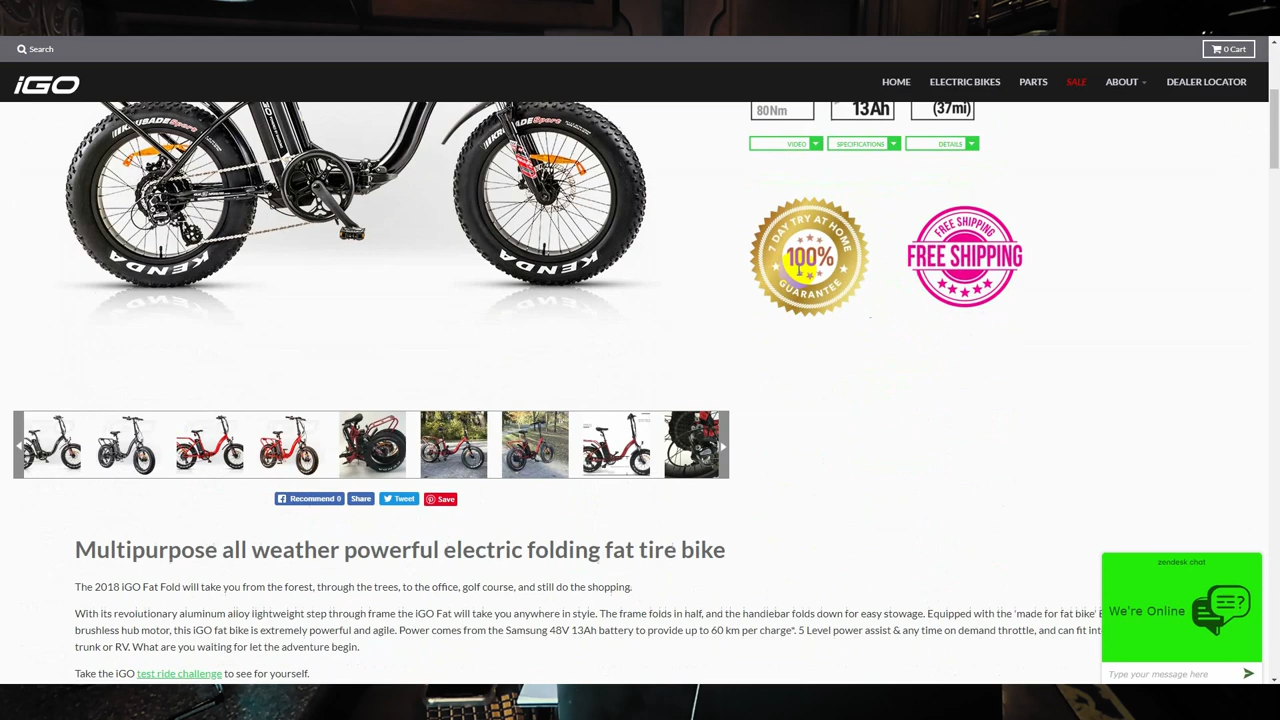 Search
0 Cart
iGO
HOME
ELECTRIC BIKES
PARTS
SALE
ABOUT
DEALER LOCATOR
80Nm
13Ah
(37mi)
VIDEO
SPECIFICATIONS
DETAILS
KRUSADE Sport
KENDA
KENDA
7 DAY TRY AT HOME
100%
GUARANTEE
FREE SHIPPING
FREE SHIPPING
FREE SHIPPING
Recommend 0
Share
Tweet
Save
Multipurpose all weather powerful electric folding fat tire bike
The 2018 iGO Fat Fold will take you from the forest, through the trees, to the office, golf course, and still do the shopping.
With its revolutionary aluminum alloy lightweight step through frame the iGO Fat will take you anywhere in style. The frame folds in half, and the handlebar folds down for easy stowage. Equipped with the 'made for fat bike'
brushless hub motor, this iGO fat bike is extremely powerful and agile. Power comes from the Samsung 48V 13Ah battery to provide up to 60 km per charge*. 5 Level power assist & any time on demand throttle, and can fit
trunk or RV. What are you waiting for let the adventure begin.
Take the iGO test ride challenge to see for yourself.
zendesk chat
We're Online
Type your message here